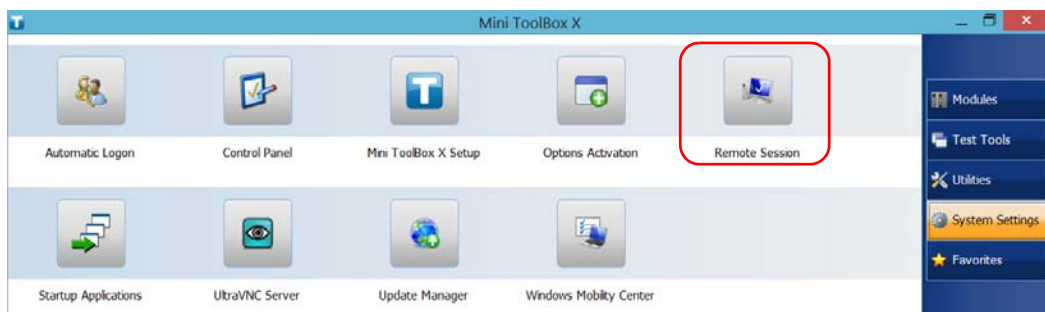 Mini ToolBox X
Automatic Logon
Control Panel
Mini ToolBox X Setup
Options Activation
Remote Session
Startup Applications
UltraVNC Server
Update Manager
Windows Mobility Center
Modules
Test Tools
Utilities
System Settings
Favorites